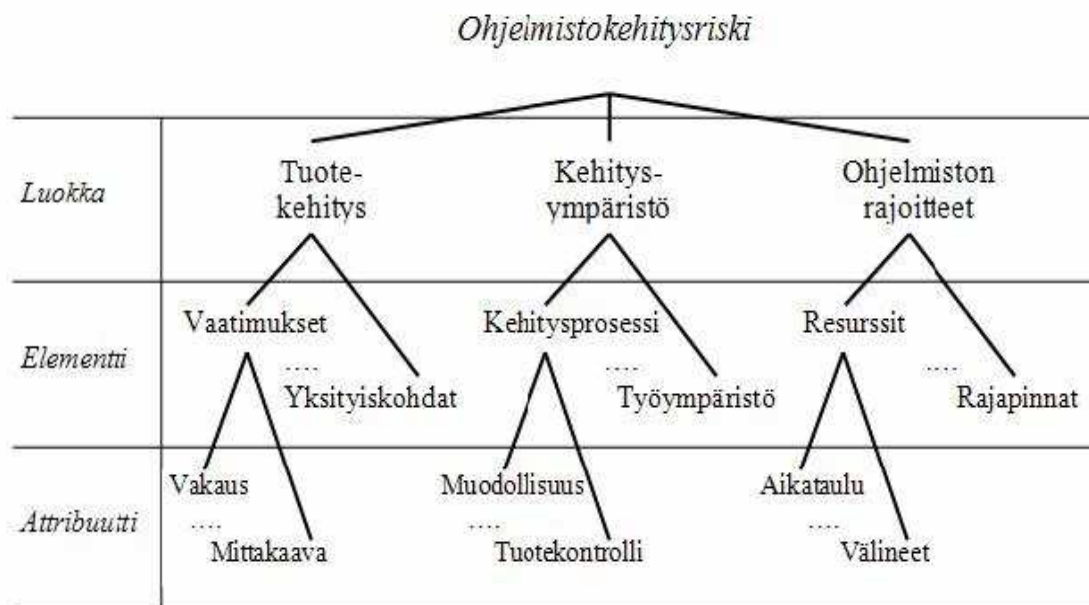 Ohjelmistokehitysriski
Luokka
Tuote-
kehitys
Kehitys-
ympäristö
Ohjelmiston
rajoitteet
Elementti
Vaatimukset
....
Yksityiskohdat
Kehitysprosessi
....
Työympäristö
Resurssit
....
Rajapinnat
Attribuutti
Vakaus
....
Mittakaava
Muodollisuus
....
Tuotekontrolli
Aikataulu
....
Välineet